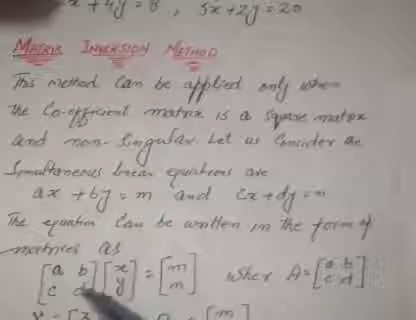 x + 4y = 8 , 5x + 2y = 20
MATRIX INVERSION METHOD
This method can be applied only when
the co-efficient matrix is a square matrix
and non-singular. Let us consider the
Simultaneous linear equations are
ax + by = m and cx + dy = n
The equation can be written in the form of
matrices as
[a b c d] [x y] = [m n] where A = [a b c d]